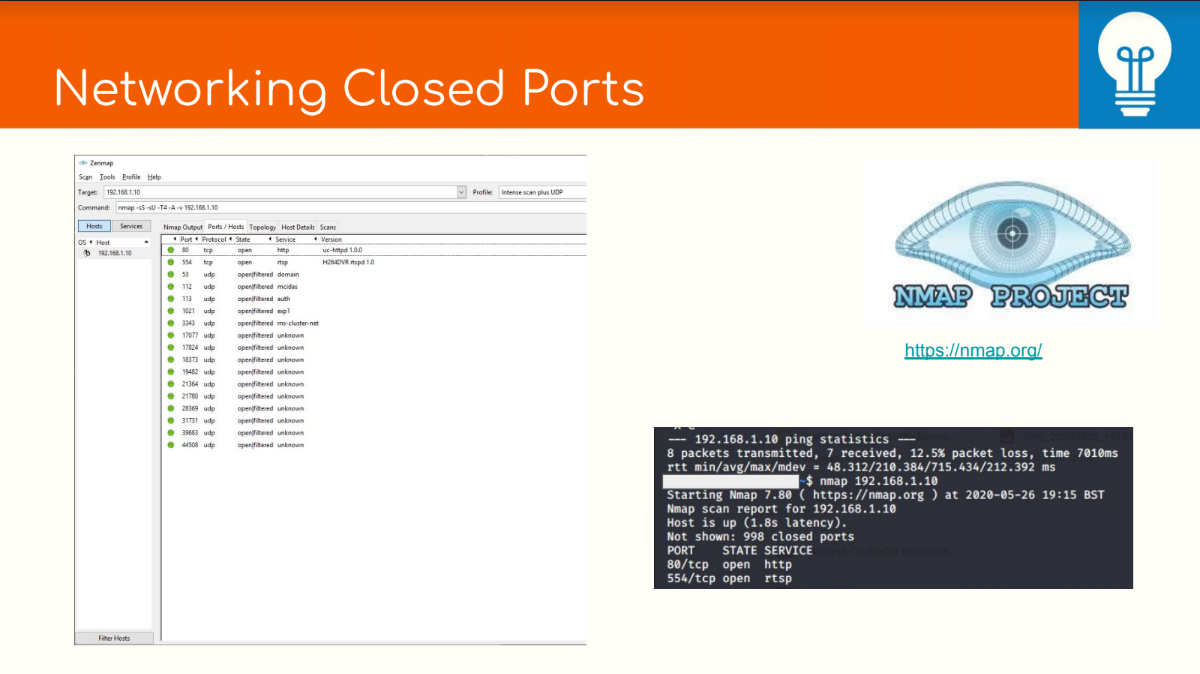 Networking Closed Ports
Zenmap
Scan Tools Profile Help
Target: 192.168.1.10 Profile: Intense scan plus UDP
Command: nmap -sS -sU -T4 -A -v 192.168.1.10
Hosts Services Nmap Output Ports / Hosts Topology Host Details Scans
OS Host Port Protocol State Service Version
192.168.1.10
80 tcp open http uc-httpd 1.0.0
554 tcp open rtsp H264DVR rtspd 1.0
53 udp open|filtered domain
112 udp open|filtered mcidas
113 udp open|filtered auth
1021 udp open|filtered exp1
3343 udp open|filtered ms-cluster-net
17077 udp open|filtered unknown
17824 udp open|filtered unknown
18373 udp open|filtered unknown
19482 udp open|filtered unknown
21364 udp open|filtered unknown
21780 udp open|filtered unknown
28369 udp open|filtered unknown
31731 udp open|filtered unknown
39683 udp open|filtered unknown
44508 udp open|filtered unknown
Filter Hosts
NMAP PROJECT
https://nmap.org/
--- 192.168.1.10 ping statistics ---
8 packets transmitted, 7 received, 12.5% packet loss, time 7010ms
rtt min/avg/max/mdev = 48.312/210.384/715.434/212.392 ms
~$ nmap 192.168.1.10
Starting Nmap 7.80 ( https://nmap.org ) at 2020-05-26 19:15 BST
Nmap scan report for 192.168.1.10
Host is up (1.8s latency).
Not shown: 998 closed ports
PORT STATE SERVICE
80/tcp open http
554/tcp open rtsp